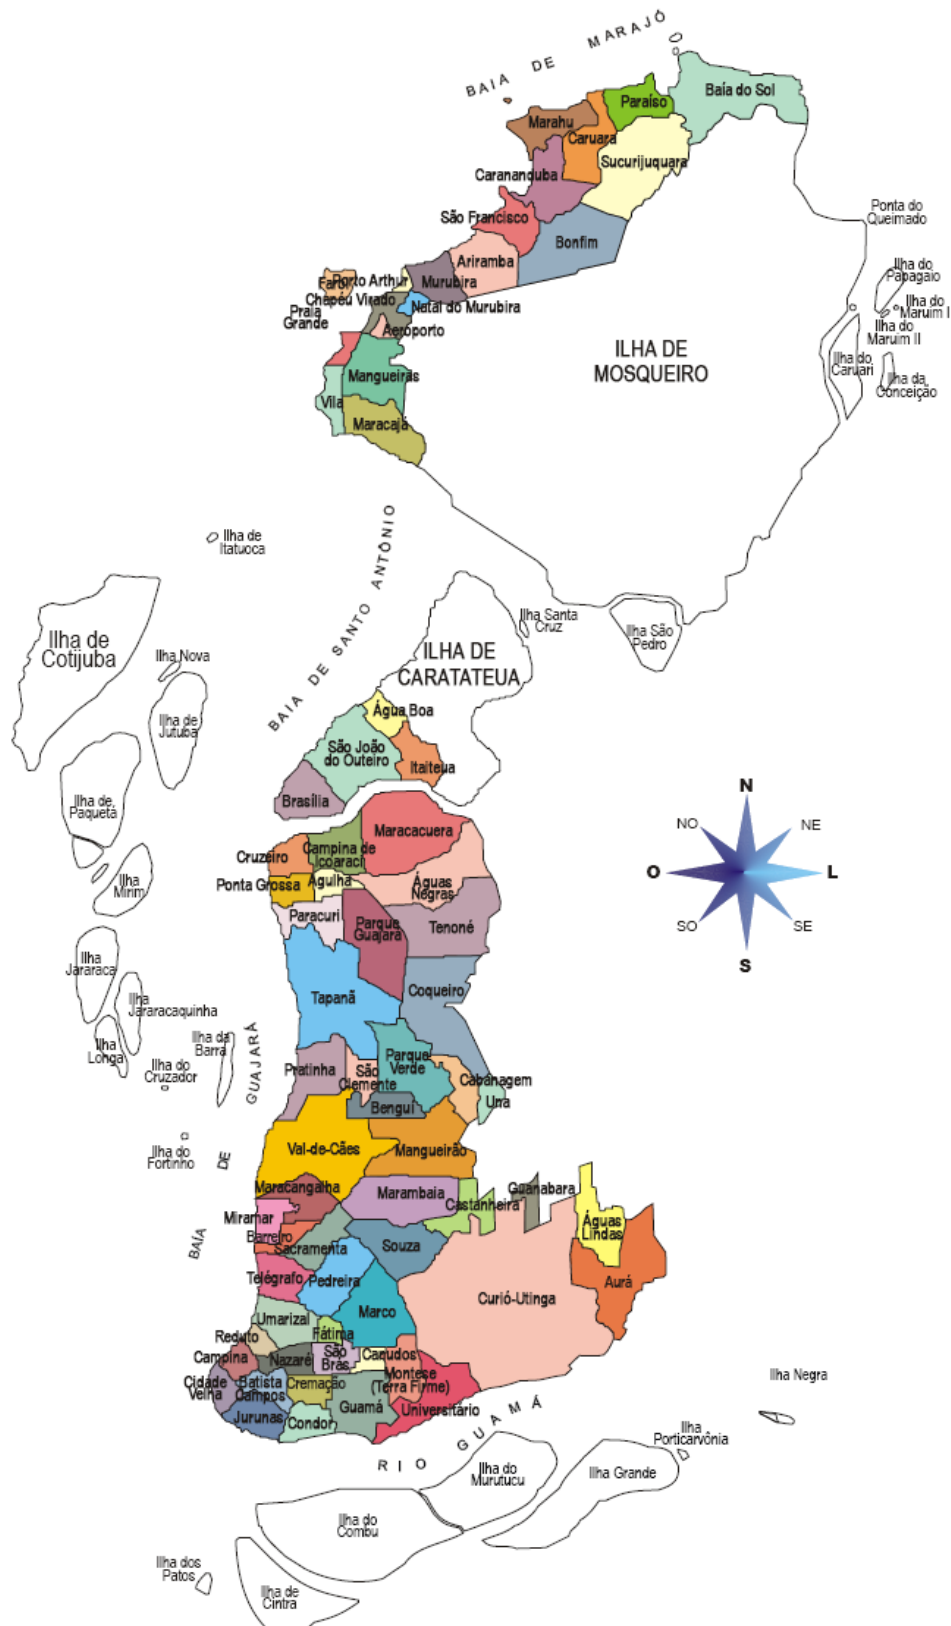 BAIA DE MARAJÓ
Paraíso
Baía do Sol
Marahu
Caruara
Sucurijuquara
Carananduba
São Francisco
Bonfim
Ariramba
Murubira
Porto Arthur
Farol
Chapéu Virado
Natal do Murubira
Praia
Grande
Aeroporto
Mangueiras
Vila
Maracajá
ILHA DE
MOSQUEIRO
Ponta do
Queimado
Ilha do
Papagaio
Ilha do
Maruim I
Ilha do
Maruim II
Ilha do
Caruari
Ilha da
Conceição
Ilha de
Itatuoca
BAIA DE SANTO ANTÔNIO
Ilha Santa
Cruz
Ilha São
Pedro
ILHA DE
CARATATEUA
Ilha de
Cotijuba
Ilha Nova
Ilha de
Jutuba
Água Boa
São João
do Outeiro
Itaiteua
Brasília
Ilha de
Paquetá
Ilha
Mirim
Ilha
Jararaca
Ilha
Jararacaquinha
Ilha
Longa
Ilha da
Barra
Ilha do
Cruzador
Ilha do
Fortinho
N
NO
NE
O
L
SO
SE
S
Maracacuera
Campina de
Icoaraci
Cruzeiro
Ponta Grossa
Agulha
Águas
Negras
Paracuri
Parque
Guajará
Tenoné
Tapanã
Coqueiro
BAÍA DE GUAJARÁ
Pratinha
São
Clemente
Parque
Verde
Cabanagem
Una
Bengui
Val-de-Cães
Mangueirão
Maracangalha
Marambaia
Castanheira
Guanabara
Águas
Lindas
Miramar
Barreiro
Sacramenta
Souza
Aurá
Telégrafo
Pedreira
Marco
Curió-Utinga
Umarizal
Fátima
Reduto
Campina
Nazaré
São
Brás
Canudos
Cidade
Velha
Batista
Campos
Cremação
Montese
(Terra Firme)
Guamá
Universitário
Jurunas
Condor
RIO GUAMÁ
Ilha Negra
Ilha
Porticarvônia
Ilha do
Murutucu
Ilha Grande
Ilha do
Combu
Ilha dos
Patos
Ilha de
Cintra